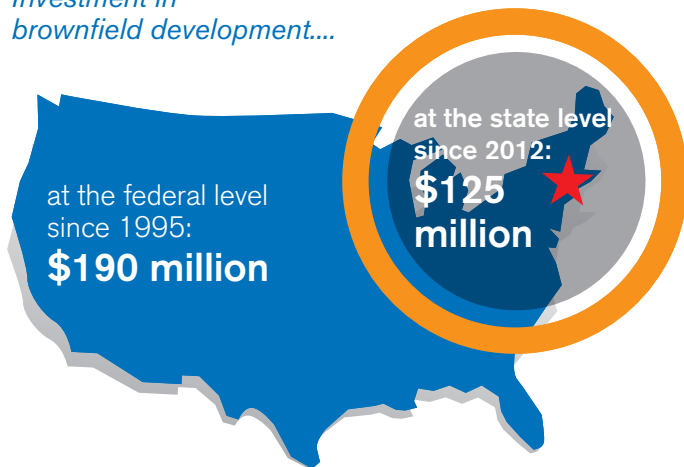 Investment in
brownfield development....
at the state level
since 2012:
$125
million
at the federal level
since 1995:
$190 million